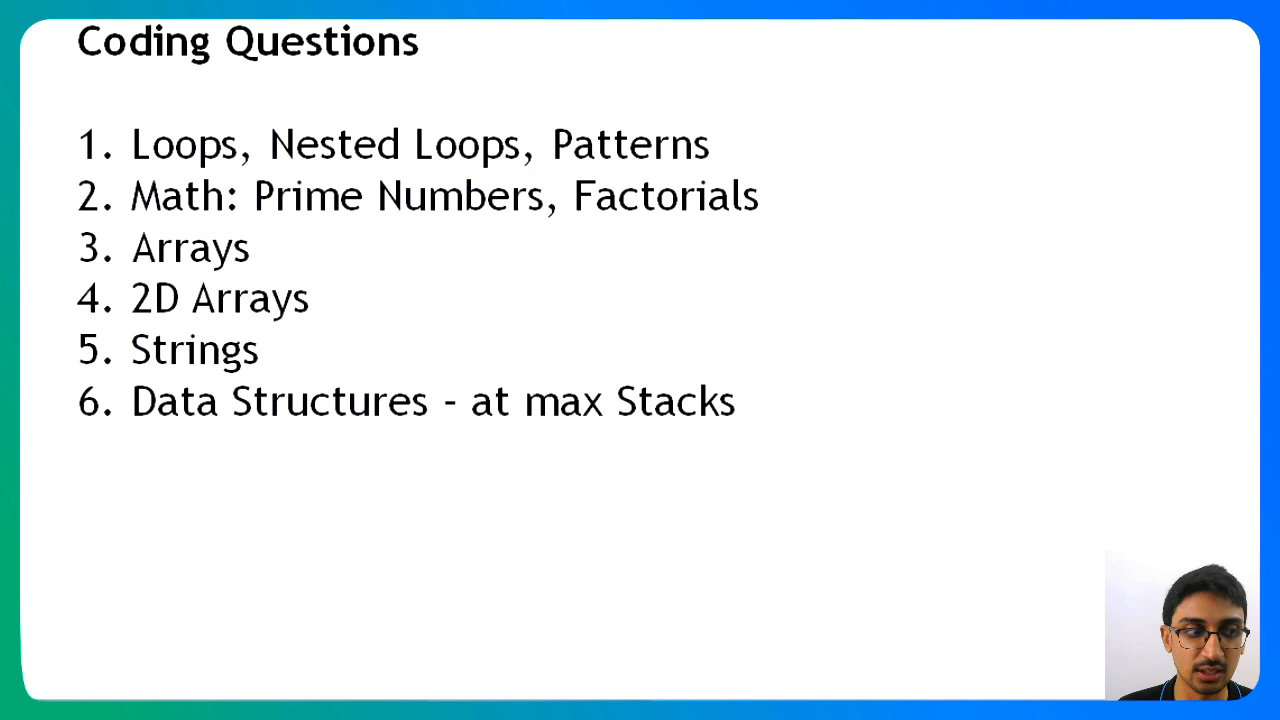 Coding Questions
1. Loops, Nested Loops, Patterns
2. Math: Prime Numbers, Factorials
3. Arrays
4. 2D Arrays
5. Strings
6. Data Structures - at max Stacks